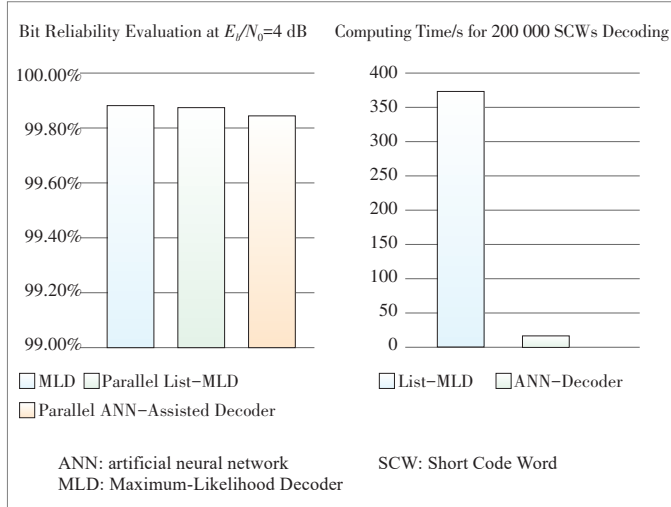 Bit Reliability Evaluation at Eb/N0=4 dB
100.00%
99.80%
99.60%
99.40%
99.20%
99.00%
MLD Parallel List-MLD
Parallel ANN-Assisted Decoder
Computing Time/s for 200 000 SCWs Decoding
400
350
300
250
200
150
100
50
0
List-MLD ANN-Decoder
ANN: artificial neural network
MLD: Maximum-Likelihood Decoder
SCW: Short Code Word